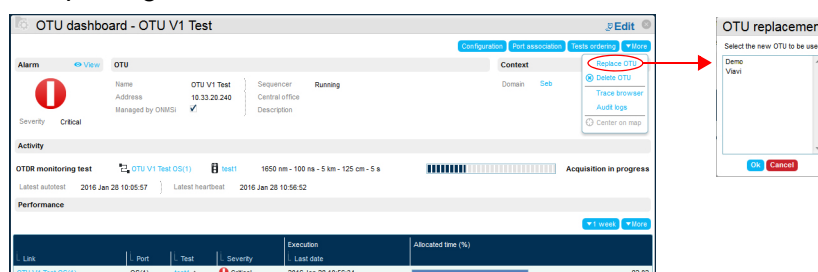 OTU dashboard - OTU V1 Test
Edit
Configuration Port association Tests ordering More
Alarm View OTU Context
Replace OTU
Delete OTU
Trace browser
Audit logs
Center on map
Name OTU V1 Test Sequencer Running Domain Seb
Address 10.33.20.240 Central office
Managed by ONMSi Description
Severity Critical
Activity
OTDR monitoring test OTU V1 Test OS(1) test1 1650 nm - 100 ns - 5 km - 125 cm - 5 s Acquisition in progress
Latest autotest 2016 Jan 28 10:05:57 Latest heartbeat 2016 Jan 28 10:56:52
Performance
1 week More
Execution Allocated time (%)
Link Port Test Severity Last date
OTU replacemen
Select the new OTU to be use
Demo
Viavi
Ok Cancel